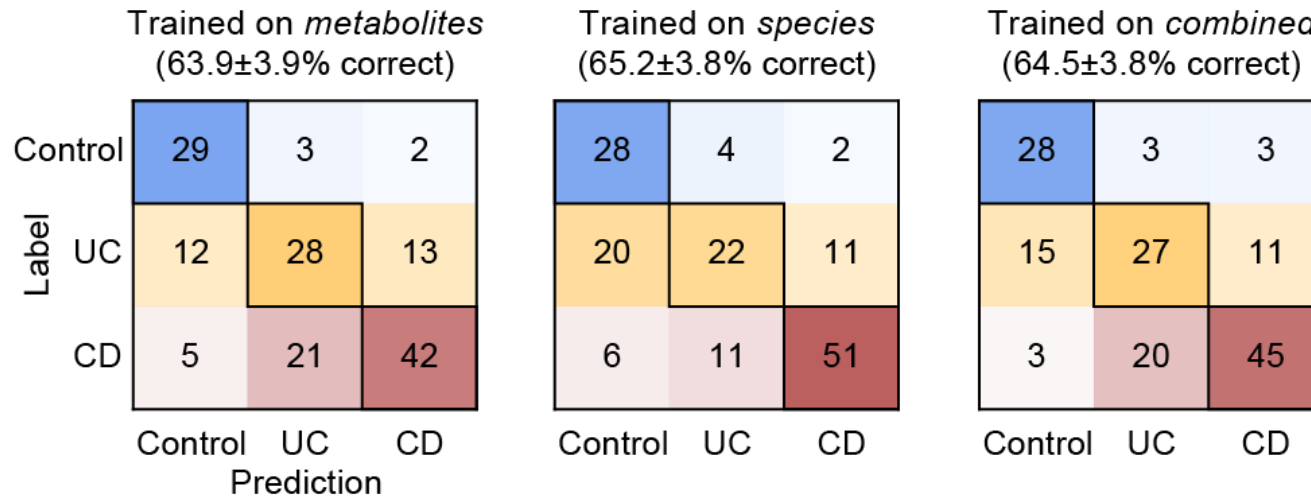 Trained on metabolites
(63.9±3.9% correct)
Trained on species
(65.2±3.8% correct)
Trained on combined
(64.5±3.8% correct)
Label
Control 29 3 2
UC 12 28 13
CD 5 21 42
Control UC CD
Prediction
28 4 2
20 22 11
6 11 51
Control UC CD
28 3 3
15 27 11
3 20 45
Control UC CD